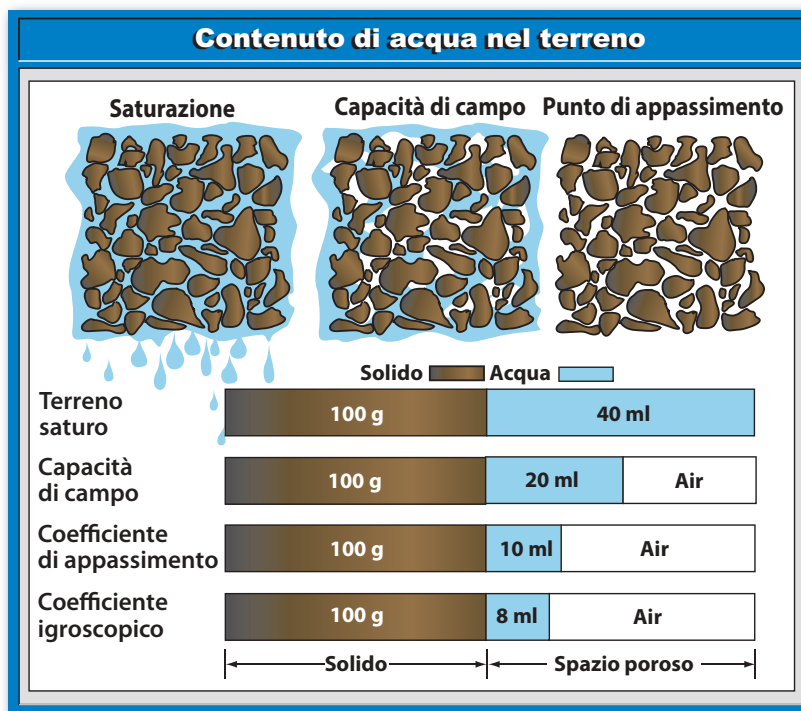 Contenuto di acqua nel terreno
Saturazione
Capacità di campo
Punto di appassimento
Solido
Acqua
Terreno
saturo
100 g
40 ml
Capacità
di campo
100 g
20 ml
Air
Coefficiente
di appassimento
100 g
10 ml
Air
Coefficiente
igroscopico
100 g
8 ml
Air
Solido
Spazio poroso